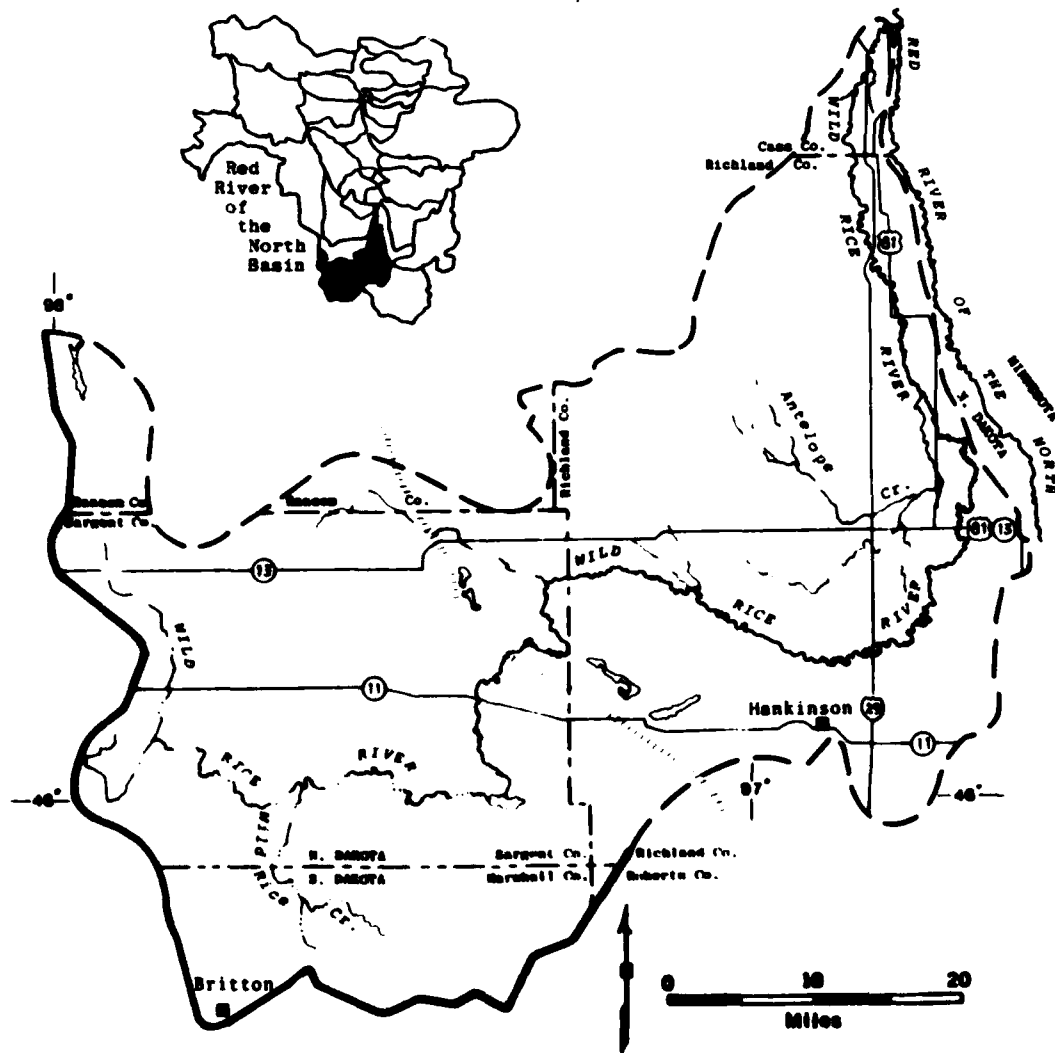 Red
River
of
the
North
Basin
98°
RED
WILD
Cass Co.
Richland Co.
RIVER
RICE
81
OF
RIVER
THE
MINNESOTA
N. DAKOTA
NORTH
Antelope
Cr.
Richland Co.
Ransom Co.
Sargent Co.
Ransom Co.
13
WILD
81 13
RICE
RIVER
WILD
11
Hankinson
29
11
RICE
RIVER
46°
97°
46°
WILD
RICE
Cr.
N. DAKOTA
S. DAKOTA
Sargent Co.
Marshall Co.
Richland Co.
Roberts Co.
Britton
0 10 20
Miles